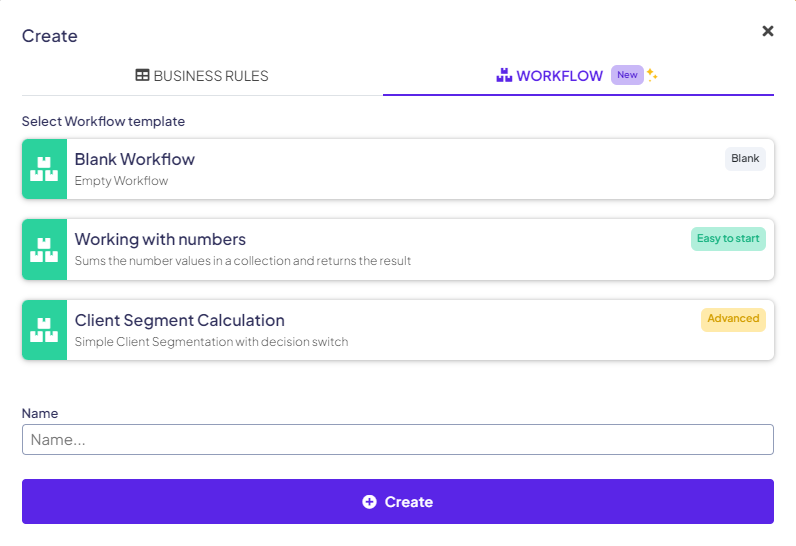 Create
BUSINESS RULES
WORKFLOW New
Select Workflow template
Blank Workflow
Blank
Empty Workflow
Working with numbers
Easy to start
Sums the number values in a collection and returns the result
Client Segment Calculation
Advanced
Simple Client Segmentation with decision switch
Name
Name...
Create